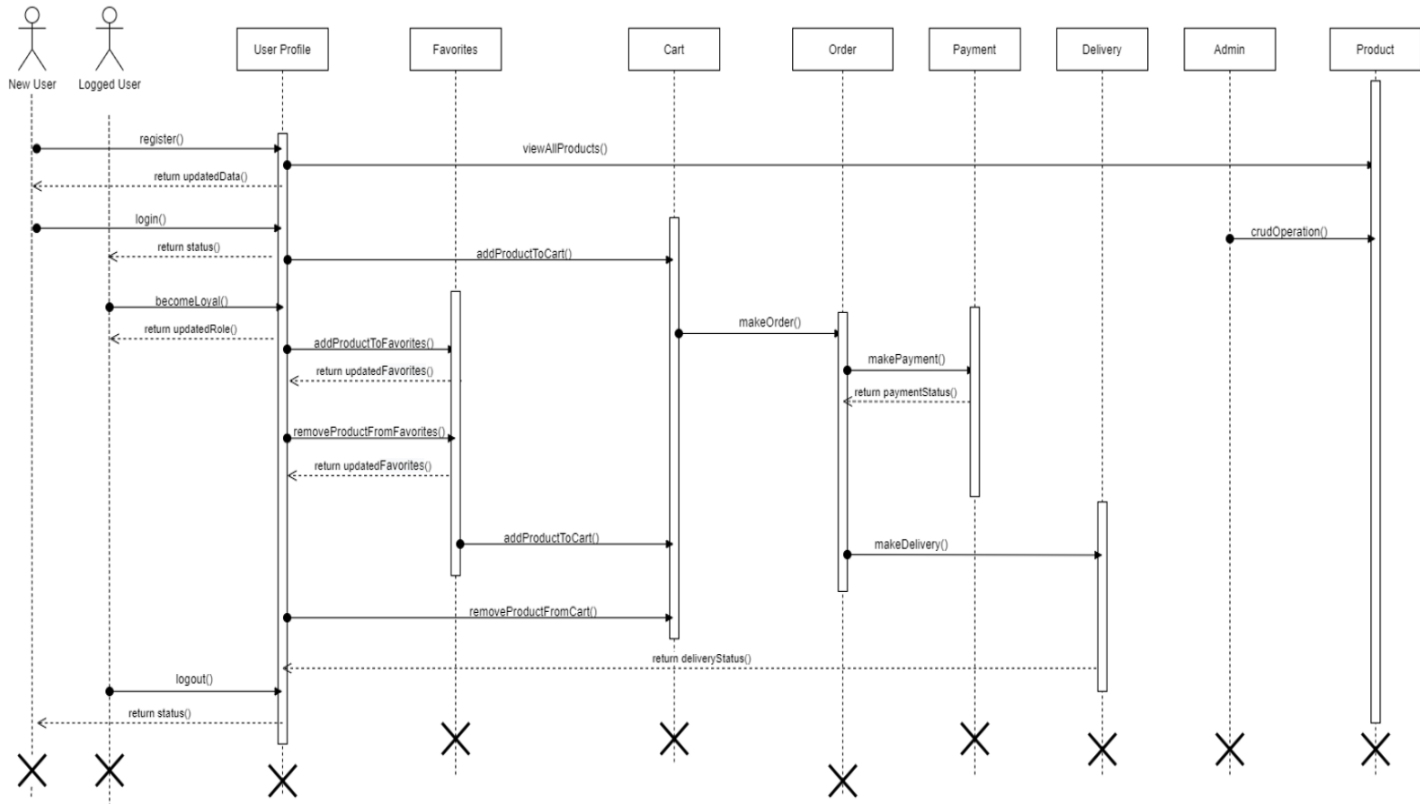 New User
Logged User
User Profile
Favorites
Cart
Order
Payment
Delivery
Admin
Product
register()
viewAllProducts()
return updatedData()
login()
crudOperation()
return status()
addProductToCart()
becomeLoyal()
makeOrder()
return updatedRole()
addProductToFavorites()
makePayment()
return updatedFavorites()
return paymentStatus()
removeProductFromFavorites()
return updatedFavorites()
addProductToCart()
makeDelivery()
removeProductFromCart()
return deliveryStatus()
logout()
return status()